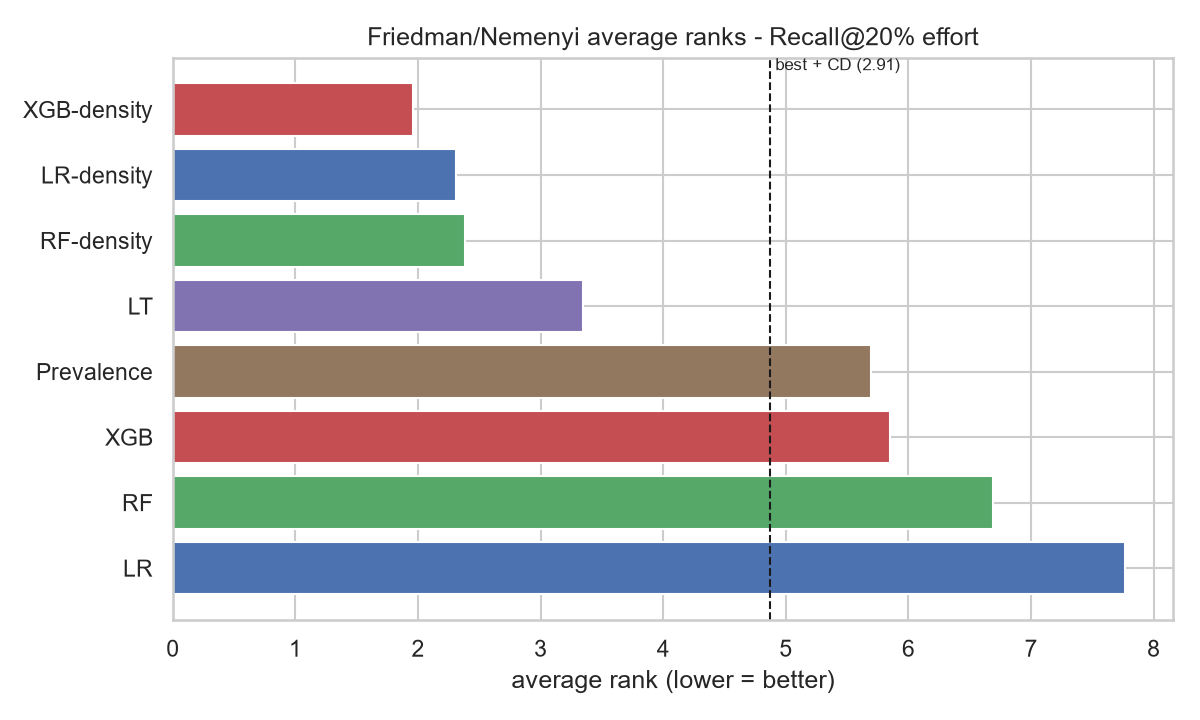 Friedman/Nemenyi average ranks - Recall@20% effort
best + CD (2.91)
XGB-density
LR-density
RF-density
LT
Prevalence
XGB
RF
LR
0 1 2 3 4 5 6 7 8
average rank (lower = better)